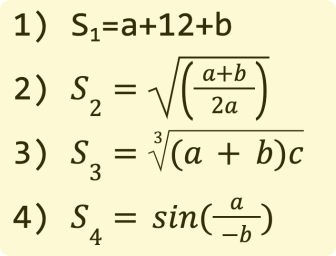 1) S₁=a+12+b
2) S₂ = √((a+b)/(2a))
3) S₃ = ∛((a + b)c)
4) S₄ = sin(a/(−b))